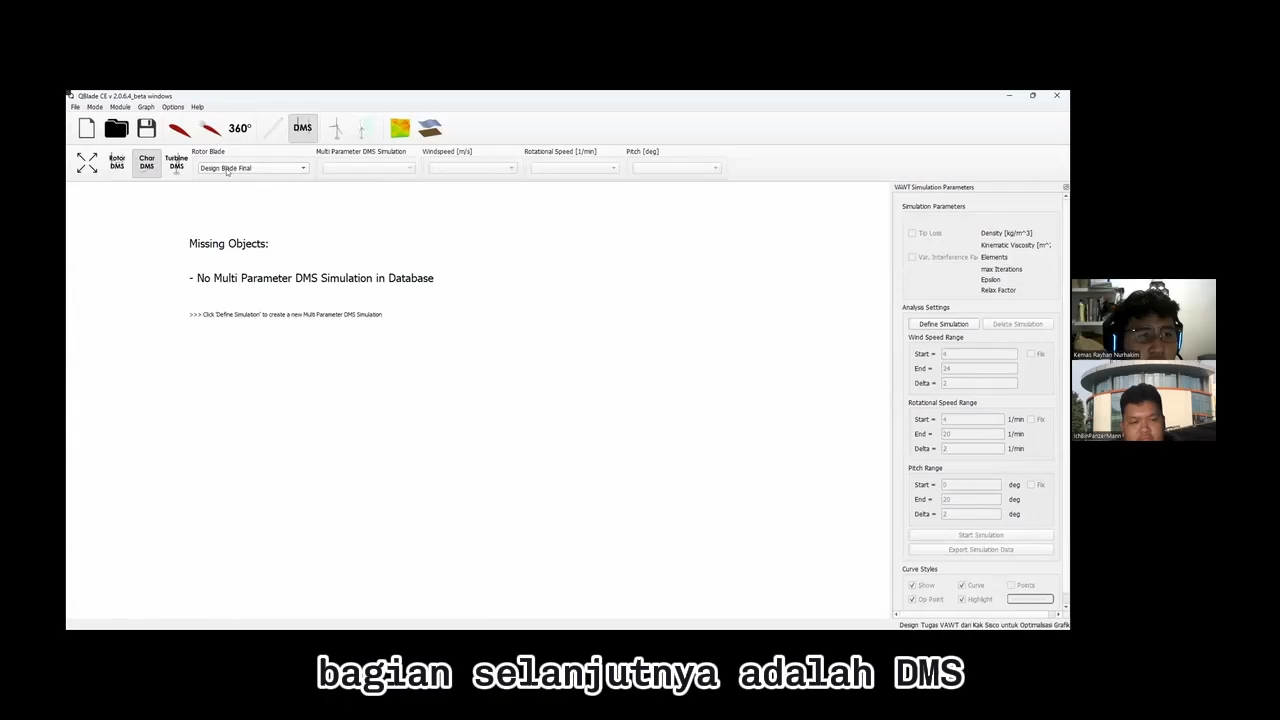 QBlade CE v 2.0.6.4_beta windows
File Mode Module Graph Options Help
360° DMS
Rotor DMS Char DMS Turbine DMS
Rotor Blade Multi Parameter DMS Simulation Windspeed [m/s] Rotational Speed [1/min] Pitch [deg]
Design Blade Final
Missing Objects:
- No Multi Parameter DMS Simulation in Database
>>> Click 'Define Simulation' to create a new Multi Parameter DMS Simulation
VAWT Simulation Parameters
Simulation Parameters
Tip Loss Density [kg/m^3]
Kinematic Viscosity [m^
Var. Interference Fa Elements
max Iterations
Epsilon
Relax Factor
Analysis Settings
Define Simulation Delete Simulation
Wind Speed Range
Start = 4 Fix
End = 24
Delta = 2
Rotational Speed Range
Start = 4 1/min Fix
End = 20 1/min
Delta = 2 1/min
Pitch Range
Start = 0 deg Fix
End = 20 deg
Delta = 2 deg
Start Simulation
Export Simulation Data
Curve Styles
Show Curve Points
Op Point Highlight
Design Tugas VAWT dari Kak Sisco untuk Optimalisasi Grafik
Kemas Rayhan Nurhakim
IchBinPanzerMann
bagian selanjutnya adalah DMS